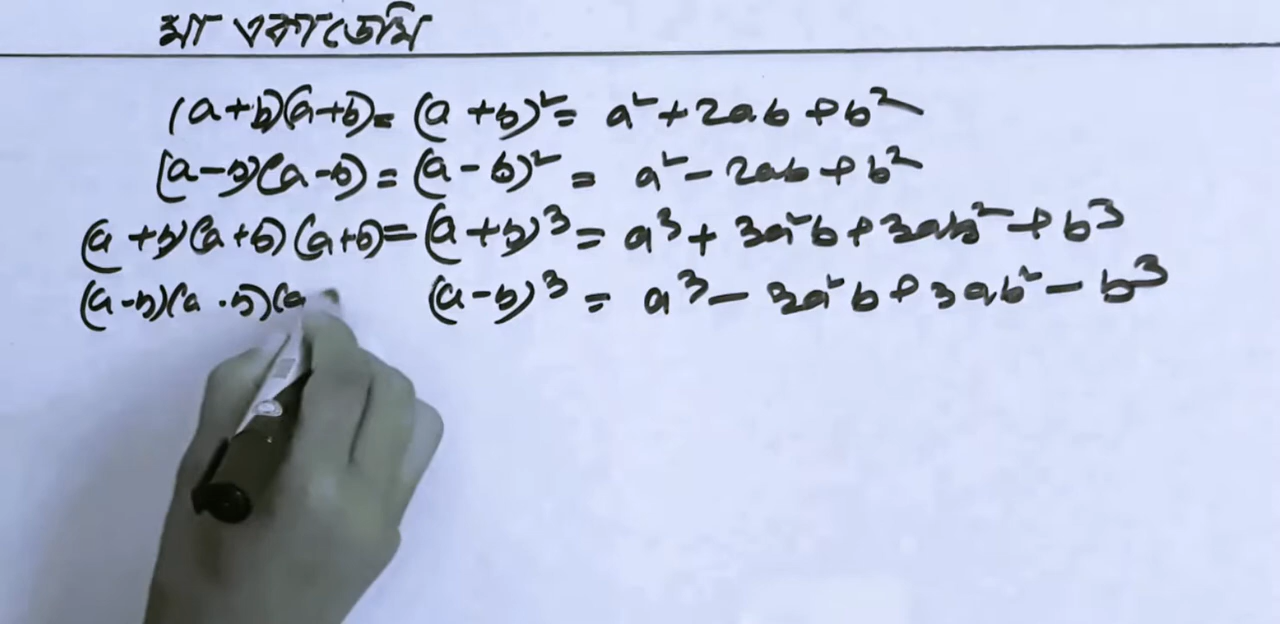 মা একাডেমি
(a+b)(a+b) = (a+b)² = a² + 2ab + b²
(a-b)(a-b) = (a-b)² = a² - 2ab + b²
(a+b)(a+b)(a+b) = (a+b)³ = a³ + 3a²b + 3ab² + b³
(a-b)(a-b)(a (a-b)³ = a³ - 3a²b + 3ab² - b³